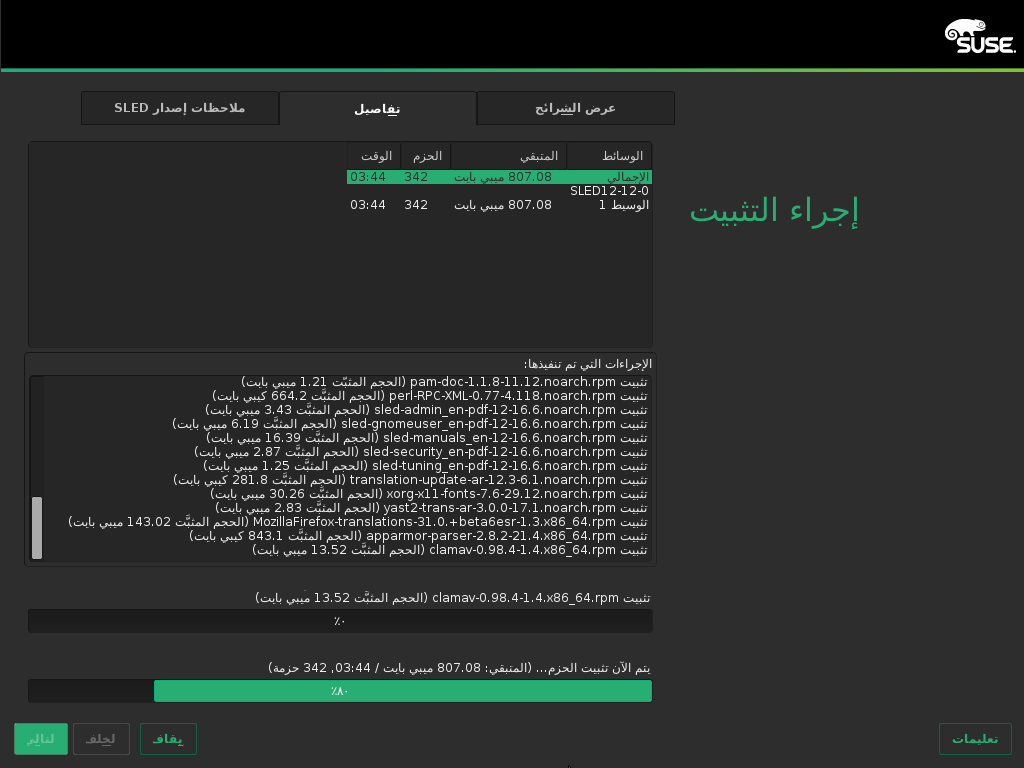 SUSE
عرض الشرائح
تفاصيل
ملاحظات إصدار SLED
الوسائط المتبقي الحزم الوقت
الإجمالي 807.08 ميبي بايت 342 03:44
SLED12-12-0
الوسيط 1 807.08 ميبي بايت 342 03:44
إجراء التثبيت
الإجراءات التي تم تنفيذها:
تثبيت pam-doc-1.1.8-11.12.noarch.rpm (الحجم المثبَّت 1.21 ميبي بايت)
تثبيت perl-RPC-XML-0.77-4.118.noarch.rpm (الحجم المثبَّت 664.2 كيبي بايت)
تثبيت sled-admin_en-pdf-12-16.6.noarch.rpm (الحجم المثبَّت 3.43 ميبي بايت)
تثبيت sled-gnomeuser_en-pdf-12-16.6.noarch.rpm (الحجم المثبَّت 6.19 ميبي بايت)
تثبيت sled-manuals_en-12-16.6.noarch.rpm (الحجم المثبَّت 16.39 ميبي بايت)
تثبيت sled-security_en-pdf-12-16.6.noarch.rpm (الحجم المثبَّت 2.87 ميبي بايت)
تثبيت sled-tuning_en-pdf-12-16.6.noarch.rpm (الحجم المثبَّت 1.25 ميبي بايت)
تثبيت translation-update-ar-12.3-6.1.noarch.rpm (الحجم المثبَّت 281.8 كيبي بايت)
تثبيت xorg-x11-fonts-7.6-29.12.noarch.rpm (الحجم المثبَّت 30.26 ميبي بايت)
تثبيت yast2-trans-ar-3.0.0-17.1.noarch.rpm (الحجم المثبَّت 2.83 ميبي بايت)
تثبيت MozillaFirefox-translations-31.0.+beta6esr-1.3.x86_64.rpm (الحجم المثبَّت 143.02 ميبي بايت)
تثبيت apparmor-parser-2.8.2-21.4.x86_64.rpm (الحجم المثبَّت 843.1 كيبي بايت)
تثبيت clamav-0.98.4-1.4.x86_64.rpm (الحجم المثبَّت 13.52 ميبي بايت)
تثبيت clamav-0.98.4-1.4.x86_64.rpm (الحجم المثبَّت 13.52 ميبي بايت)
٪٠
يتم الآن تثبيت الحزم... (المتبقي: 807.08 ميبي بايت / 03:44, 342 حزمة)
٪٨٠
تعليمات
يقاف
لخلف
لتالي